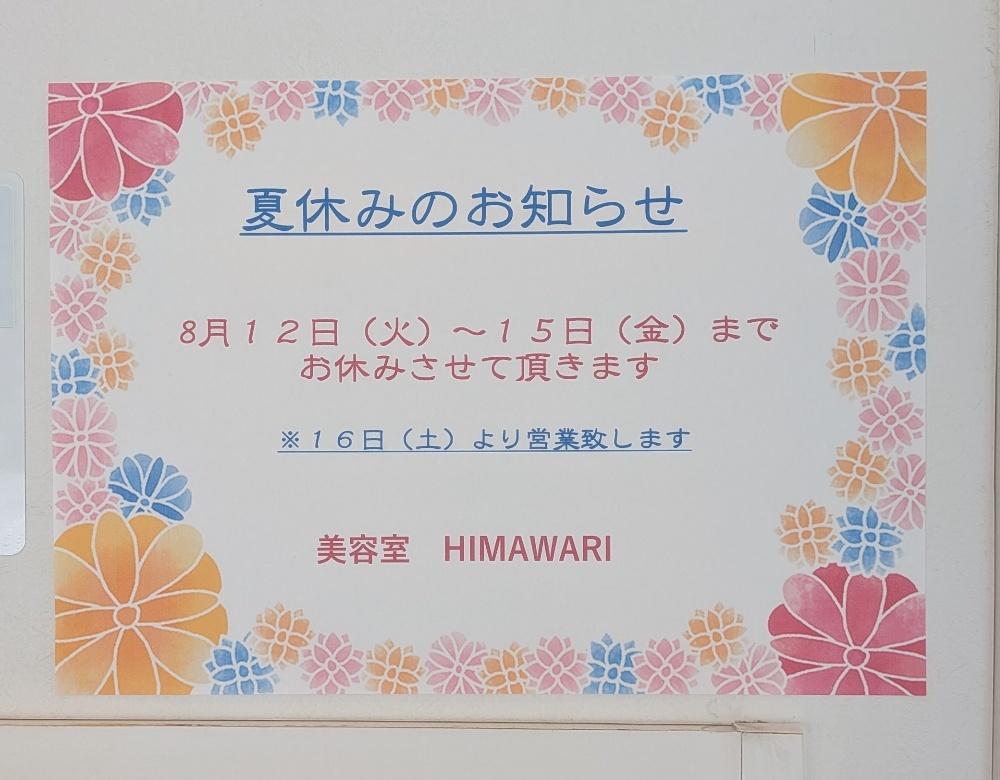 夏休みのお知らせ
8月１２日（火）～１５日（金）まで
お休みさせて頂きます
※１６日（土）より営業致します
美容室　HIMAWARI